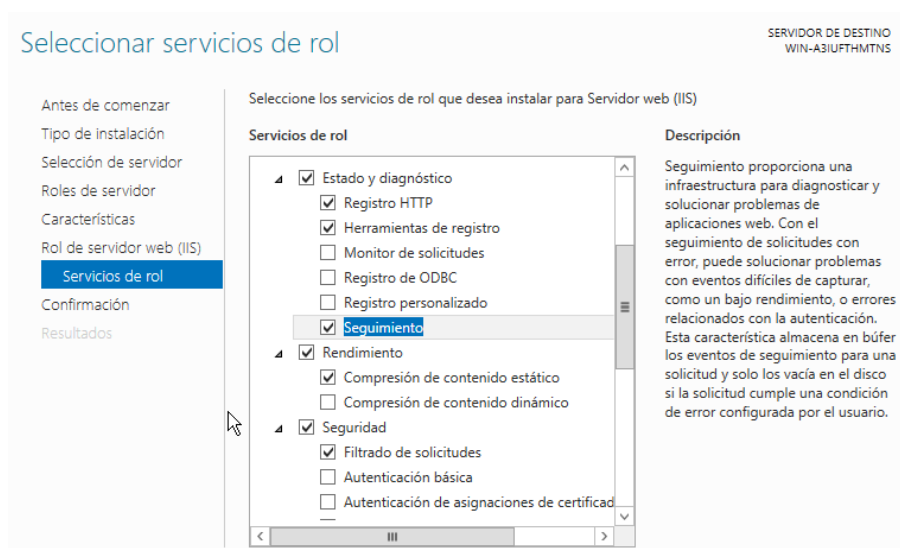 Seleccionar servicios de rol
SERVIDOR DE DESTINO
WIN-A3IUFTHMTNS
Antes de comenzar
Tipo de instalación
Selección de servidor
Roles de servidor
Características
Rol de servidor web (IIS)
Servicios de rol
Confirmación
Resultados
Seleccione los servicios de rol que desea instalar para Servidor web (IIS)
Servicios de rol
Estado y diagnóstico
Registro HTTP
Herramientas de registro
Monitor de solicitudes
Registro de ODBC
Registro personalizado
Seguimiento
Rendimiento
Compresión de contenido estático
Compresión de contenido dinámico
Seguridad
Filtrado de solicitudes
Autenticación básica
Autenticación de asignaciones de certificad
Descripción
Seguimiento proporciona una
infraestructura para diagnosticar y
solucionar problemas de
aplicaciones web. Con el
seguimiento de solicitudes con
error, puede solucionar problemas
con eventos difíciles de capturar,
como un bajo rendimiento, o errores
relacionados con la autenticación.
Esta característica almacena en búfer
los eventos de seguimiento para una
solicitud y solo los vacía en el disco
si la solicitud cumple una condición
de error configurada por el usuario.